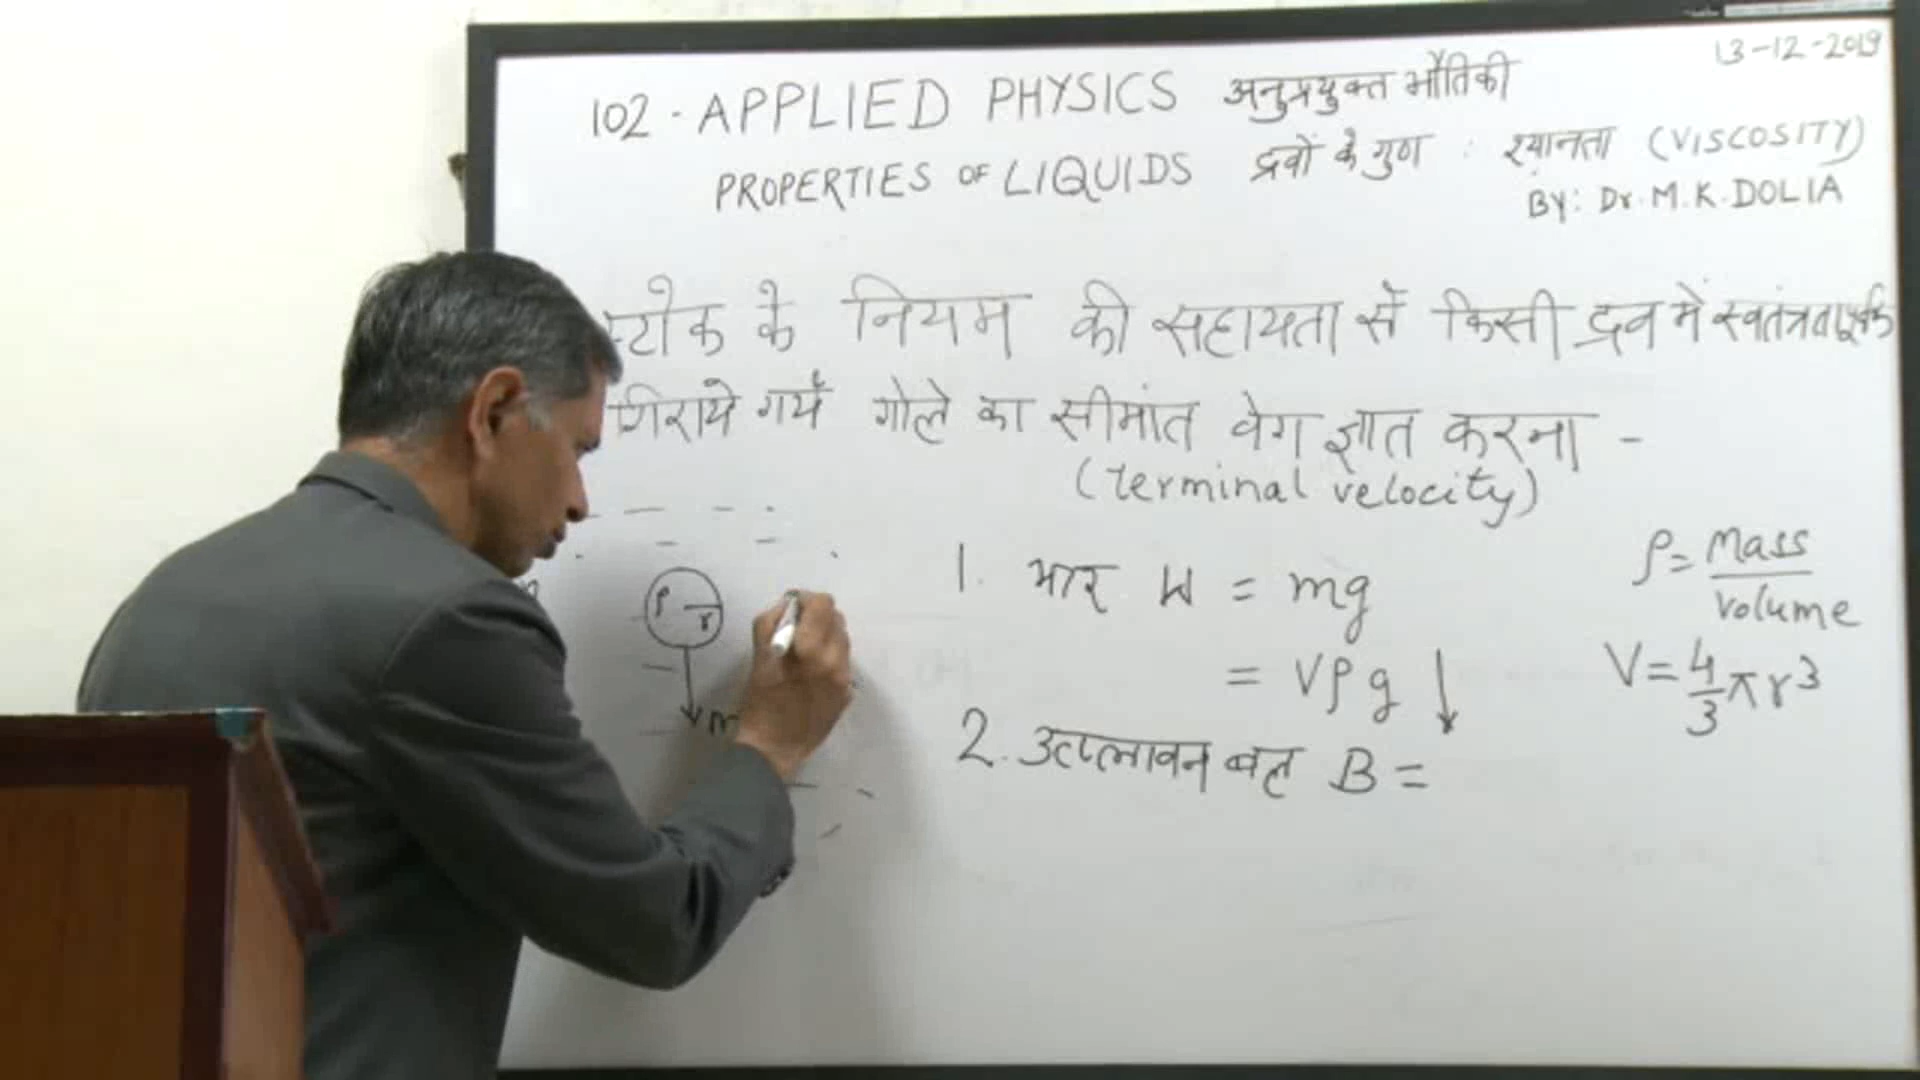 13-12-2019
102 - APPLIED PHYSICS अनुप्रयुक्त भौतिकी
PROPERTIES OF LIQUIDS द्रवों के गुण : श्यानता (VISCOSITY)
BY: Dr. M. K. DOLIA
स्टोक के नियम की सहायता से किसी द्रव में स्वतंत्रतापूर्वक
गिराये गयें गोले का सीमांत वेग ज्ञात करना -
(terminal velocity)
ρ r
m
1. भार W = mg
= Vρg ↓
2. उत्प्लावन बल B =
ρ = Mass/volume
V = 4/3 πr³